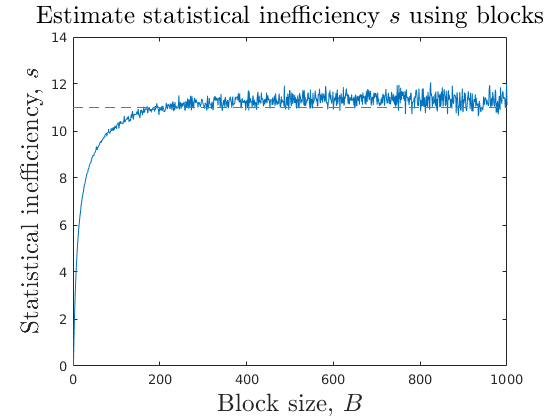 Estimate statistical inefficiency s using blocks
14
12
10
8
6
4
2
0
Statistical inefficiency, s
0 200 400 600 800 1000
Block size, B